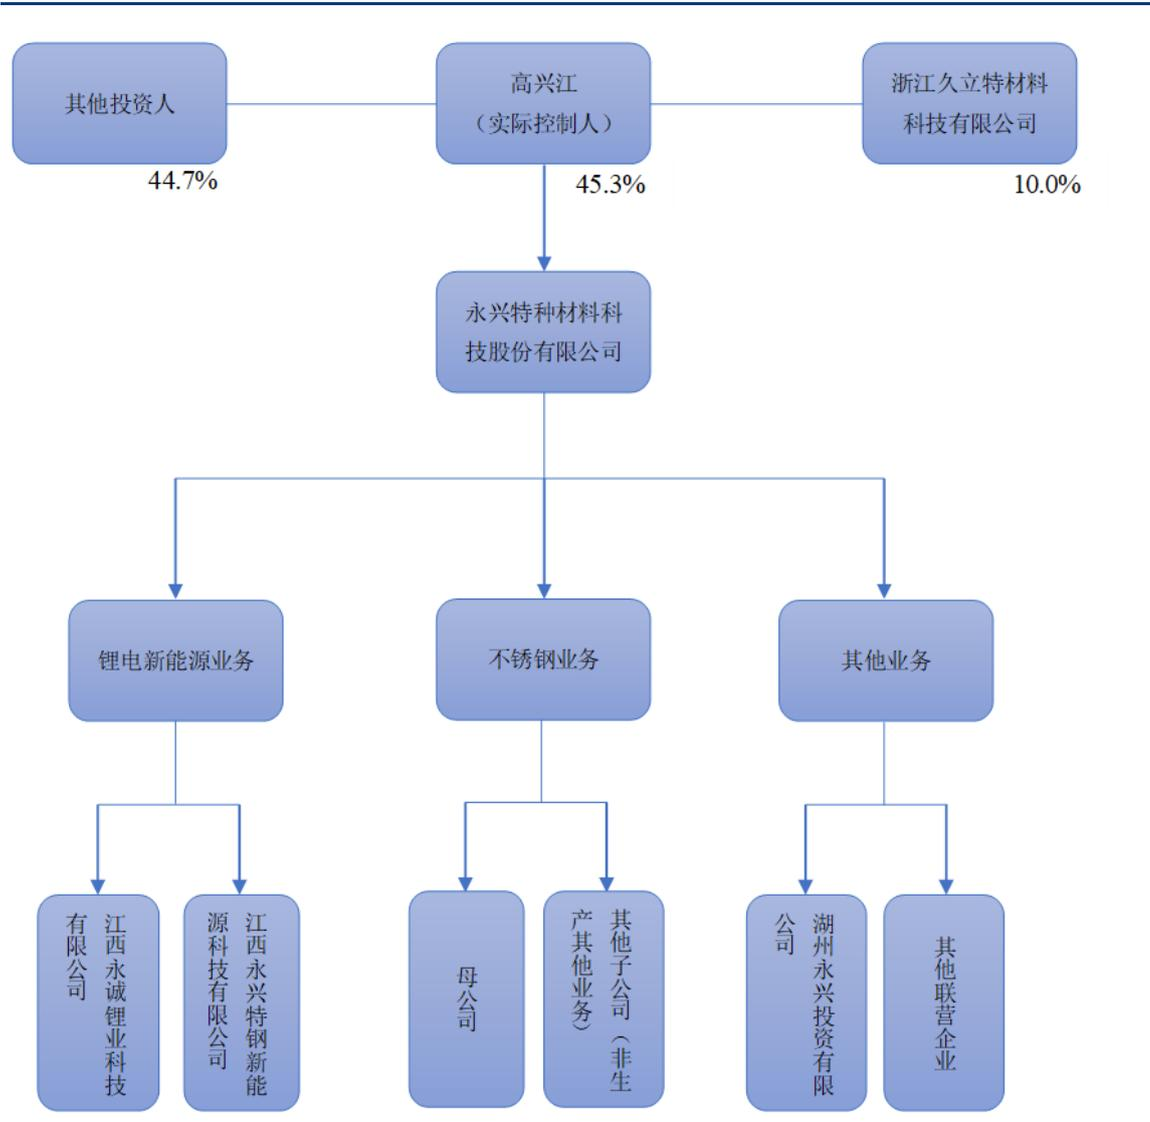 其他投资人
高兴江
（实际控制人）
浙江久立特材料
科技有限公司
44.7%
45.3%
10.0%
永兴特种材料科
技股份有限公司
锂电新能源业务
不锈钢业务
其他业务
江西永诚锂业科技
有限公司
江西永兴特钢新能
源科技有限公司
母公司
其他子公司（非生
产其他业务）
湖州永兴投资有限
公司
其他联营企业